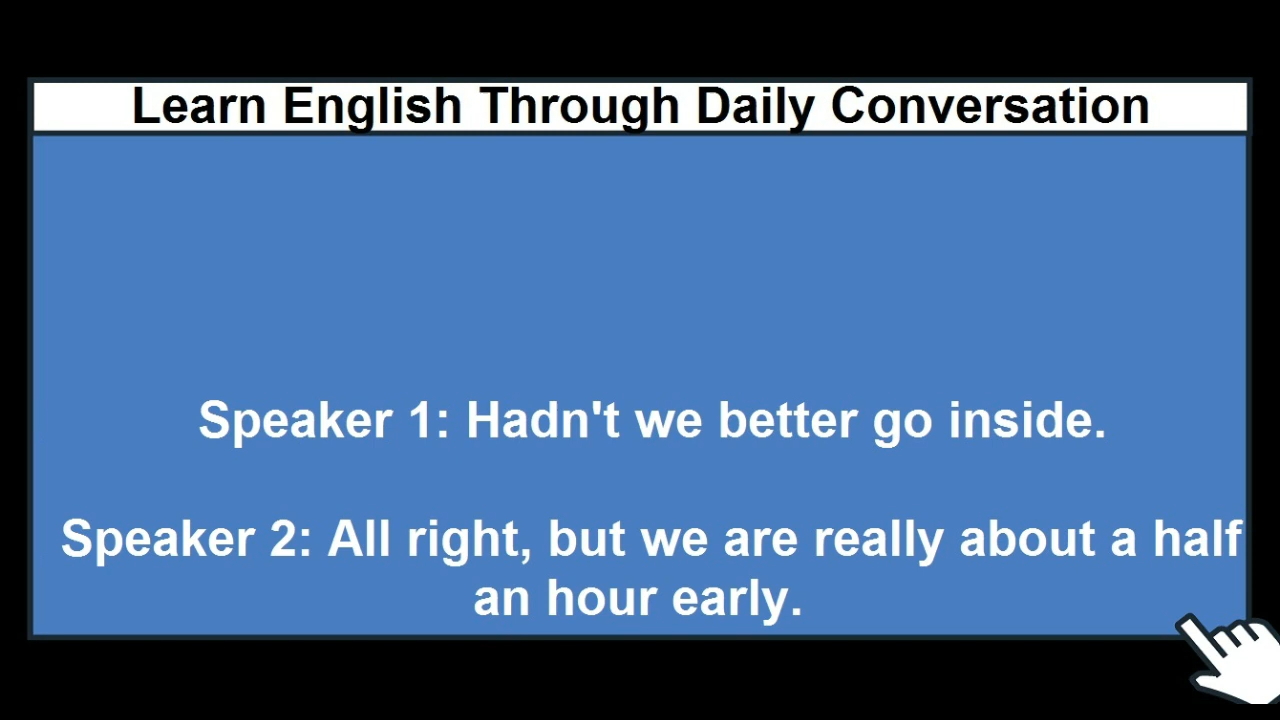 Learn English Through Daily Conversation
Speaker 1: Hadn't we better go inside.
Speaker 2: All right, but we are really about a half
an hour early.